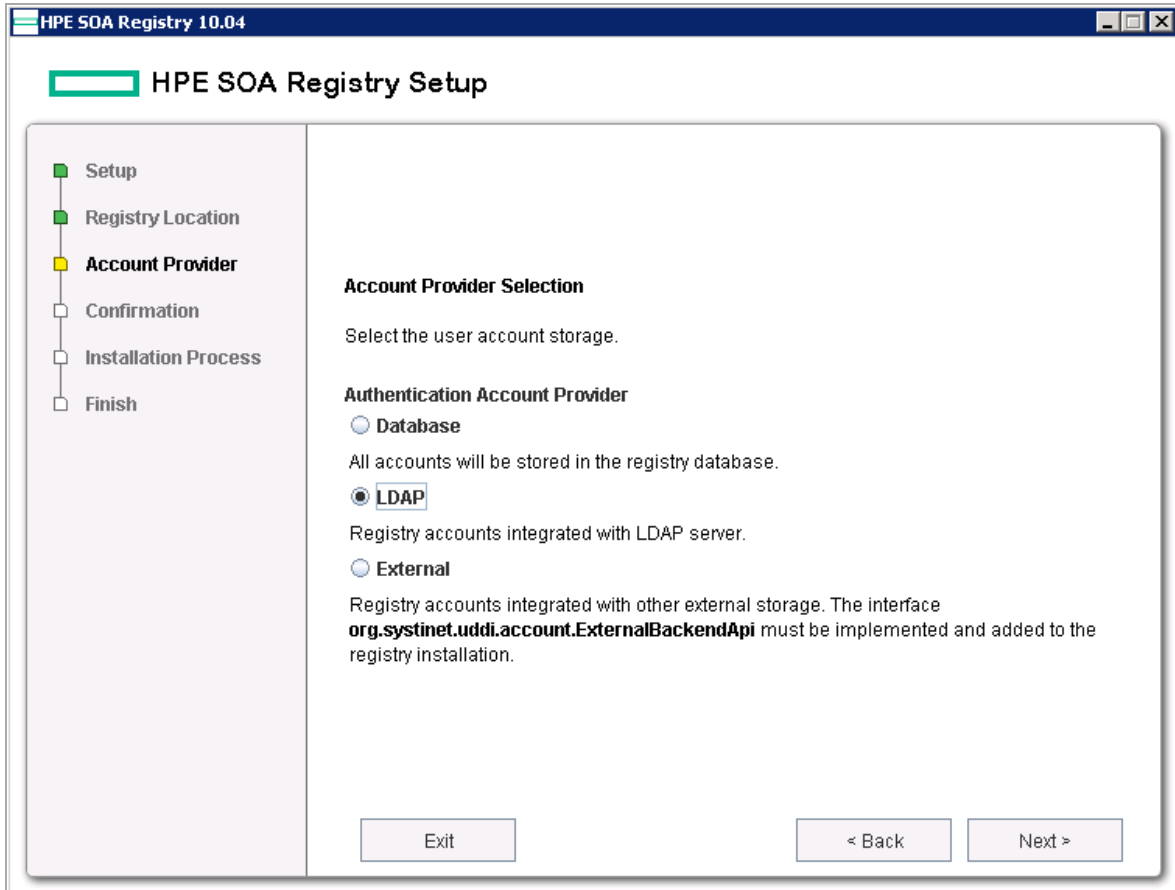 HPE SOA Registry 10.04
HPE SOA Registry Setup
Setup
Registry Location
Account Provider
Confirmation
Installation Process
Finish
Account Provider Selection
Select the user account storage.
Authentication Account Provider
Database
All accounts will be stored in the registry database.
LDAP
Registry accounts integrated with LDAP server.
External
Registry accounts integrated with other external storage. The interface
org.systinet.uddi.account.ExternalBackendApi must be implemented and added to the
registry installation.
Exit
< Back
Next >